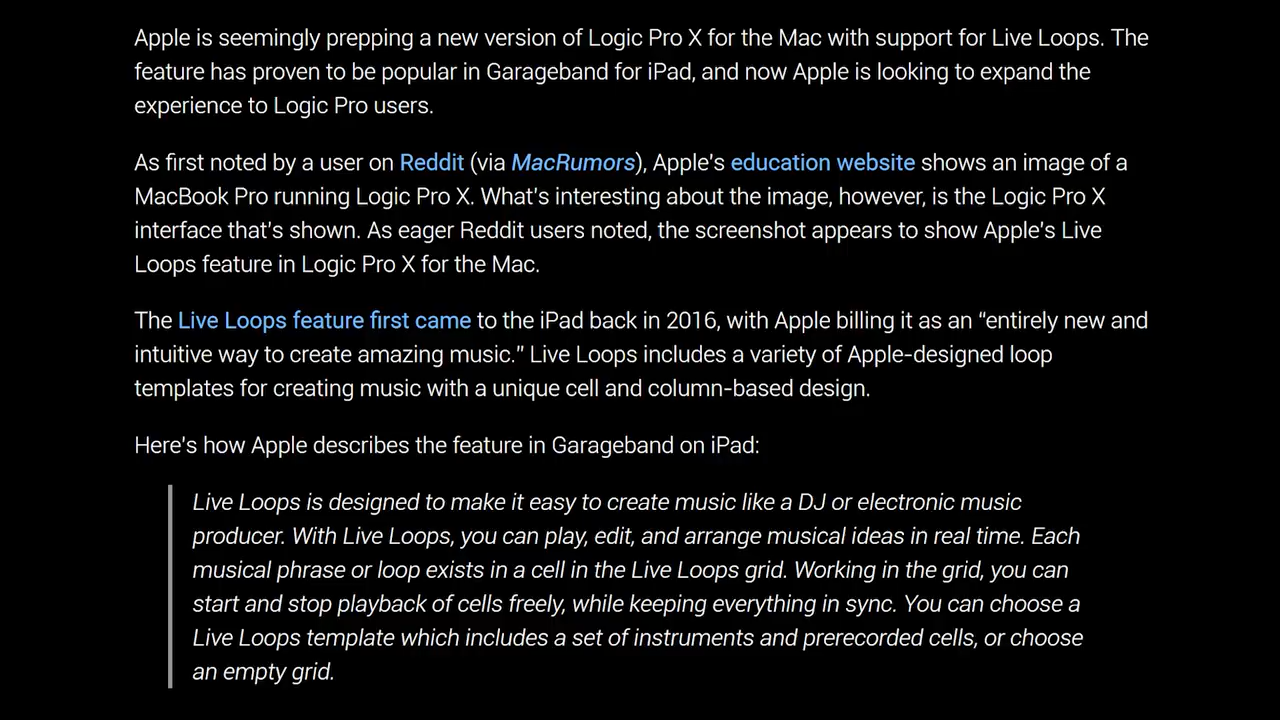 Apple is seemingly prepping a new version of Logic Pro X for the Mac with support for Live Loops. The
feature has proven to be popular in Garageband for iPad, and now Apple is looking to expand the
experience to Logic Pro users.
As first noted by a user on Reddit (via MacRumors), Apple's education website shows an image of a
MacBook Pro running Logic Pro X. What's interesting about the image, however, is the Logic Pro X
interface that's shown. As eager Reddit users noted, the screenshot appears to show Apple's Live
Loops feature in Logic Pro X for the Mac.
The Live Loops feature first came to the iPad back in 2016, with Apple billing it as an “entirely new and
intuitive way to create amazing music.” Live Loops includes a variety of Apple-designed loop
templates for creating music with a unique cell and column-based design.
Here's how Apple describes the feature in Garageband on iPad:
Live Loops is designed to make it easy to create music like a DJ or electronic music
producer. With Live Loops, you can play, edit, and arrange musical ideas in real time. Each
musical phrase or loop exists in a cell in the Live Loops grid. Working in the grid, you can
start and stop playback of cells freely, while keeping everything in sync. You can choose a
Live Loops template which includes a set of instruments and prerecorded cells, or choose
an empty grid.